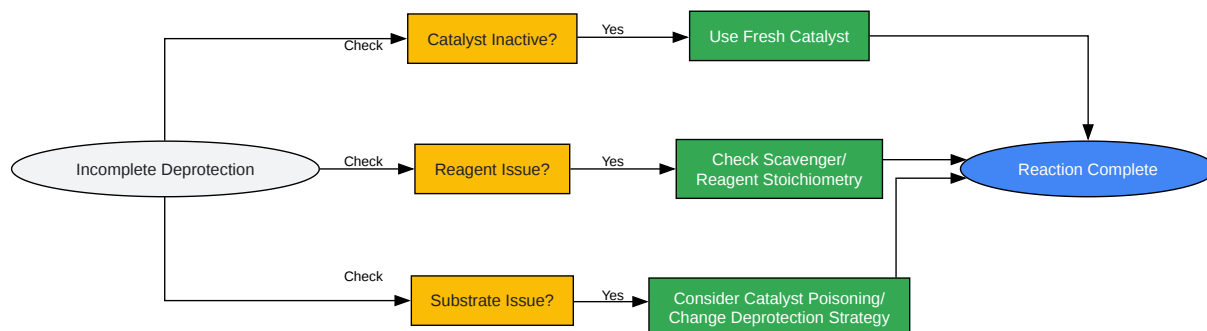 Check
Catalyst Inactive?
Yes
Use Fresh Catalyst
Incomplete Deprotection
Check
Reagent Issue?
Yes
Check Scavenger/
Reagent Stoichiometry
Reaction Complete
Check
Substrate Issue?
Yes
Consider Catalyst Poisoning/
Change Deprotection Strategy